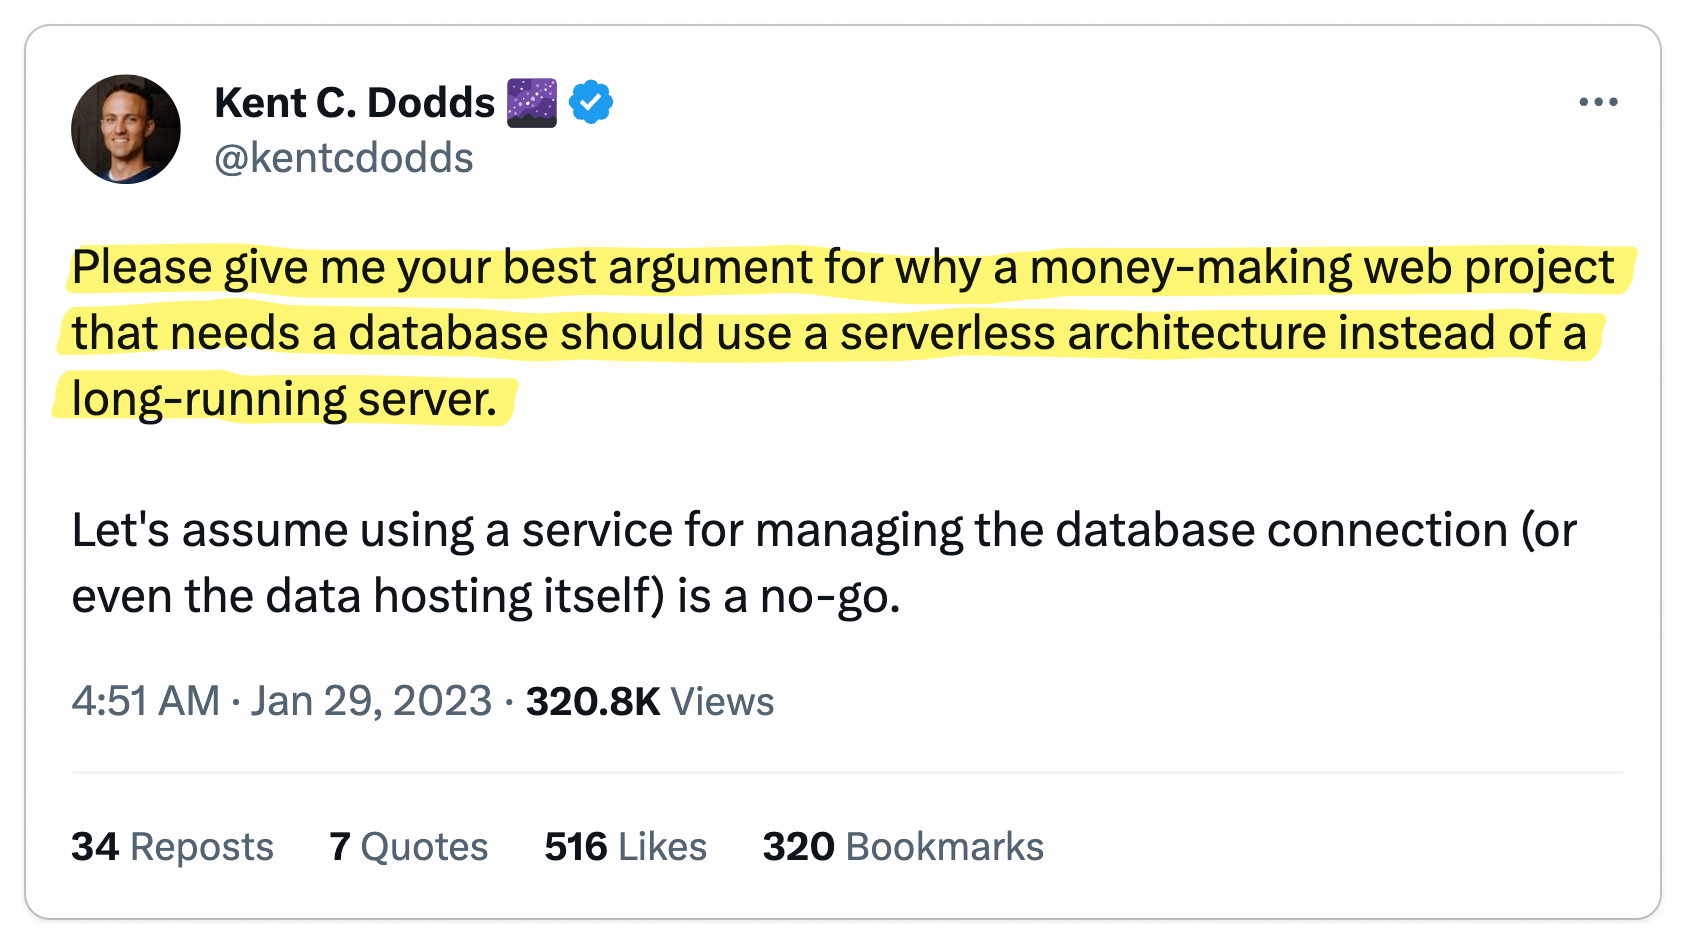 Kent C. Dodds
@kentcdodds
Please give me your best argument for why a money-making web project
that needs a database should use a serverless architecture instead of a
long-running server.
Let's assume using a service for managing the database connection (or
even the data hosting itself) is a no-go.
4:51 AM · Jan 29, 2023 · 320.8K Views
34 Reposts 7 Quotes 516 Likes 320 Bookmarks